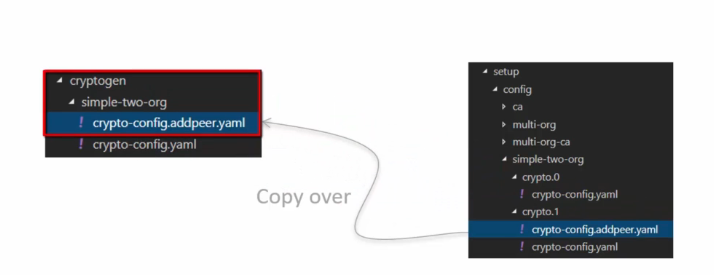 cryptogen
simple-two-org
! crypto-config.addpeer.yaml
! crypto-config.yaml
Copy over
setup
config
ca
multi-org
multi-org-ca
simple-two-org
crypto.0
! crypto-config.yaml
crypto.1
! crypto-config.addpeer.yaml
! crypto-config.yaml